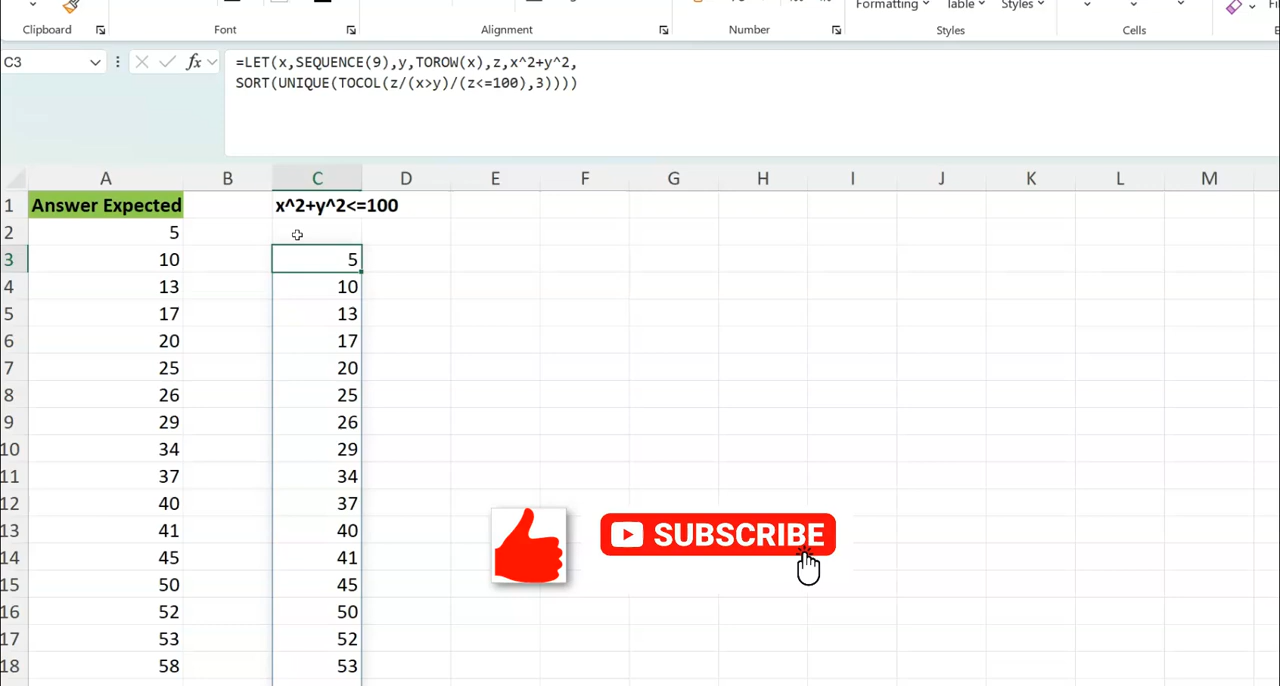 Formatting Table Styles
Clipboard Font Alignment Number Styles Cells
C3 fx =LET(x,SEQUENCE(9),y,TOROW(x),z,x^2+y^2,
SORT(UNIQUE(TOCOL(z/(x>y)/(z<=100),3))))
A B C D E F G H I J K L M
1 Answer Expected x^2+y^2<=100
2 5
3 10 5
4 13 10
5 17 13
6 20 17
7 25 20
8 26 25
9 29 26
10 34 29
11 37 34
12 40 37
13 41 40
14 45 41
15 50 45
16 52 50
17 53 52
18 58 53
SUBSCRIBE